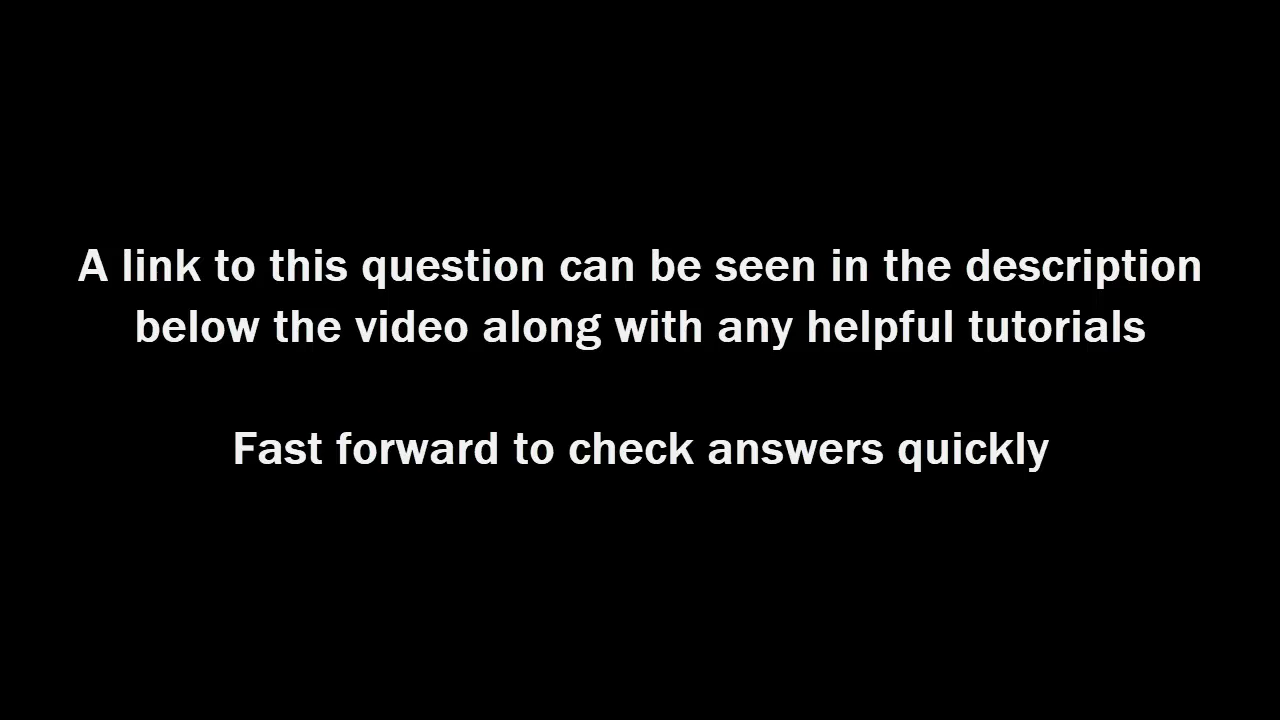 A link to this question can be seen in the description
below the video along with any helpful tutorials
Fast forward to check answers quickly